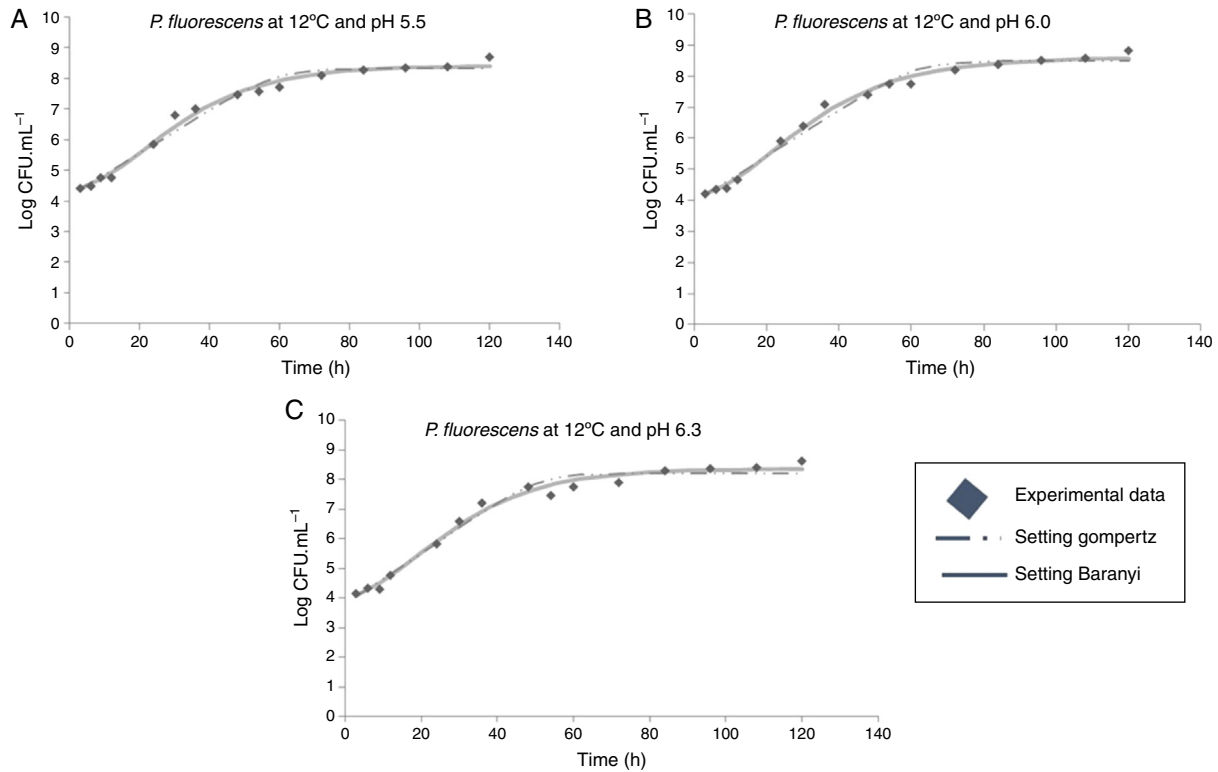 A
P. fluorescens at 12ºC and pH 5.5
10
9
8
7
6
5
4
3
2
1
0
Log CFU.mL⁻¹
0 20 40 60 80 100 120 140
Time (h)
B
P. fluorescens at 12ºC and pH 6.0
10
9
8
7
6
5
4
3
2
1
0
Log CFU.mL⁻¹
0 20 40 60 80 100 120 140
Time (h)
C
P. fluorescens at 12ºC and pH 6.3
10
9
8
7
6
5
4
3
2
1
0
Log CFU.mL⁻¹
0 20 40 60 80 100 120 140
Time (h)
Experimental data
Setting gompertz
Setting Baranyi